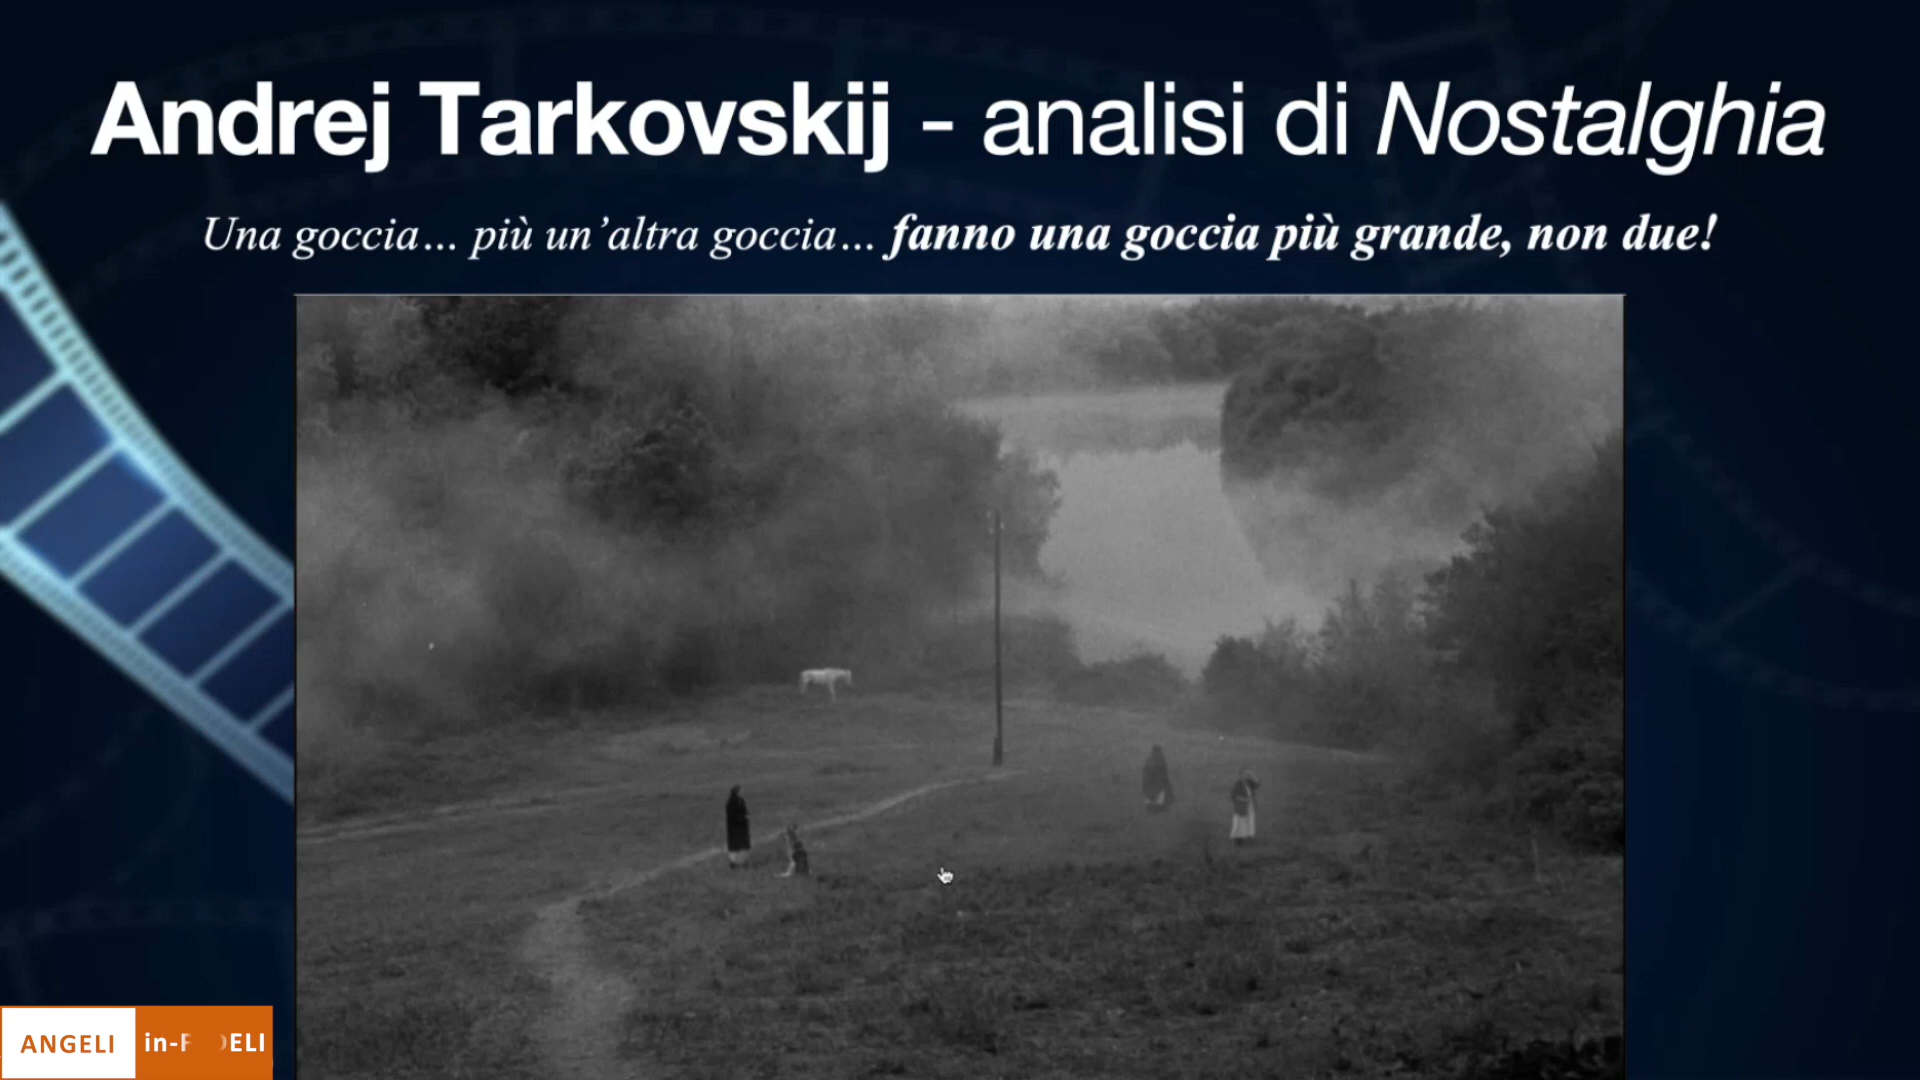 Andrej Tarkovskij - analisi di Nostalghia
Una goccia... più un'altra goccia... fanno una goccia più grande, non due!
ANGELI